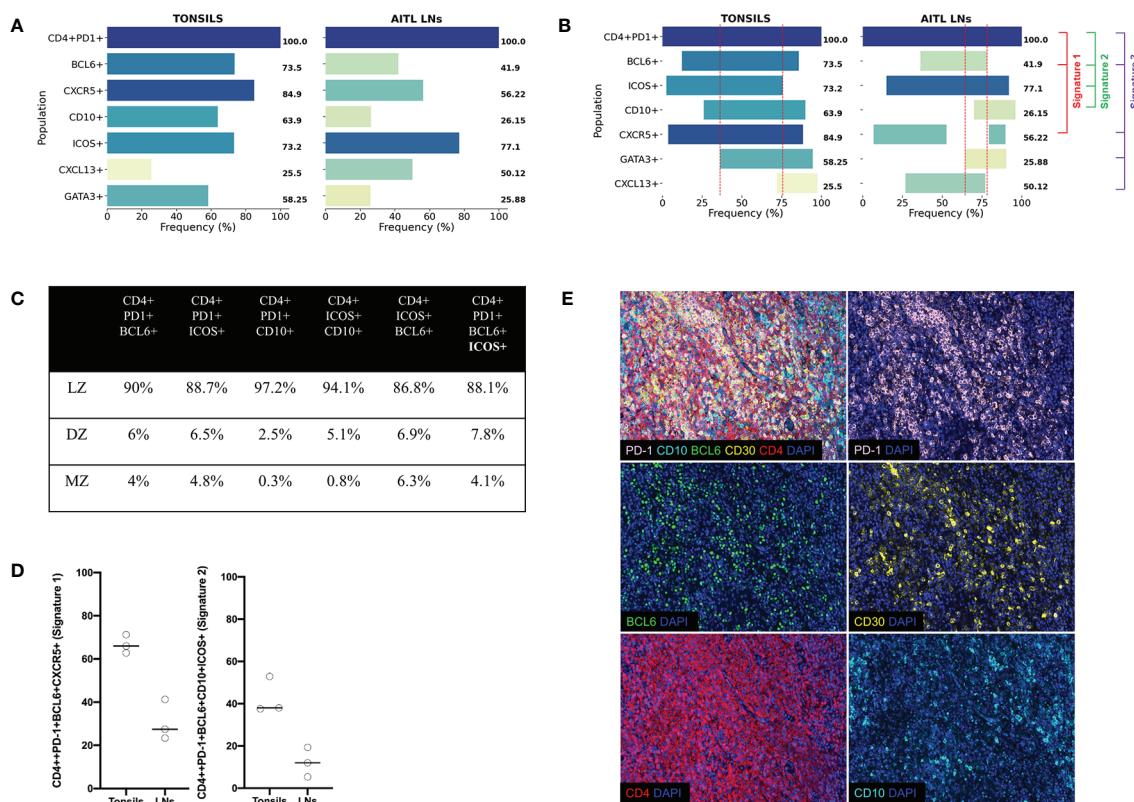 A
TONSILS
AITL LNs
Population
CD4+PD1+
100.0
100.0
BCL6+
73.5
41.9
CXCR5+
84.9
56.22
CD10+
63.9
26.15
ICOS+
73.2
77.1
CXCL13+
25.5
50.12
GATA3+
58.25
25.88
0 20 40 60 80 100
0 20 40 60 80 100
Frequency (%)
Frequency (%)
B
TONSILS
AITL LNs
Population
CD4+PD1+
100.0
100.0
BCL6+
73.5
41.9
ICOS+
73.2
77.1
CD10+
63.9
26.15
CXCR5+
84.9
56.22
GATA3+
58.25
25.88
CXCL13+
25.5
50.12
0 25 50 75 100
0 25 50 75 100
Frequency (%)
Frequency (%)
Signature 1
Signature 2
C
CD4+ PD1+ BCL6+
CD4+ PD1+ ICOS+
CD4+ PD1+ CD10+
CD4+ ICOS+ CD10+
CD4+ ICOS+ BCL6+
CD4+ PD1+ BCL6+ ICOS+
LZ 90% 88.7% 97.2% 94.1% 86.8% 88.1%
DZ 6% 6.5% 2.5% 5.1% 6.9% 7.8%
MZ 4% 4.8% 0.3% 0.8% 6.3% 4.1%
D
CD4++PD-1+BCL6+CXCR5+ (Signature 1)
100
80
60
40
20
0
Tonsils LNs
CD4++PD-1+BCL6+CD10+ICOS+ (Signature 2)
100
80
60
40
20
0
Tonsils LNs
E
PD-1 CD10 BCL6 CD30 CD4 DAPI
PD-1 DAPI
BCL6 DAPI
CD30 DAPI
CD4 DAPI
CD10 DAPI